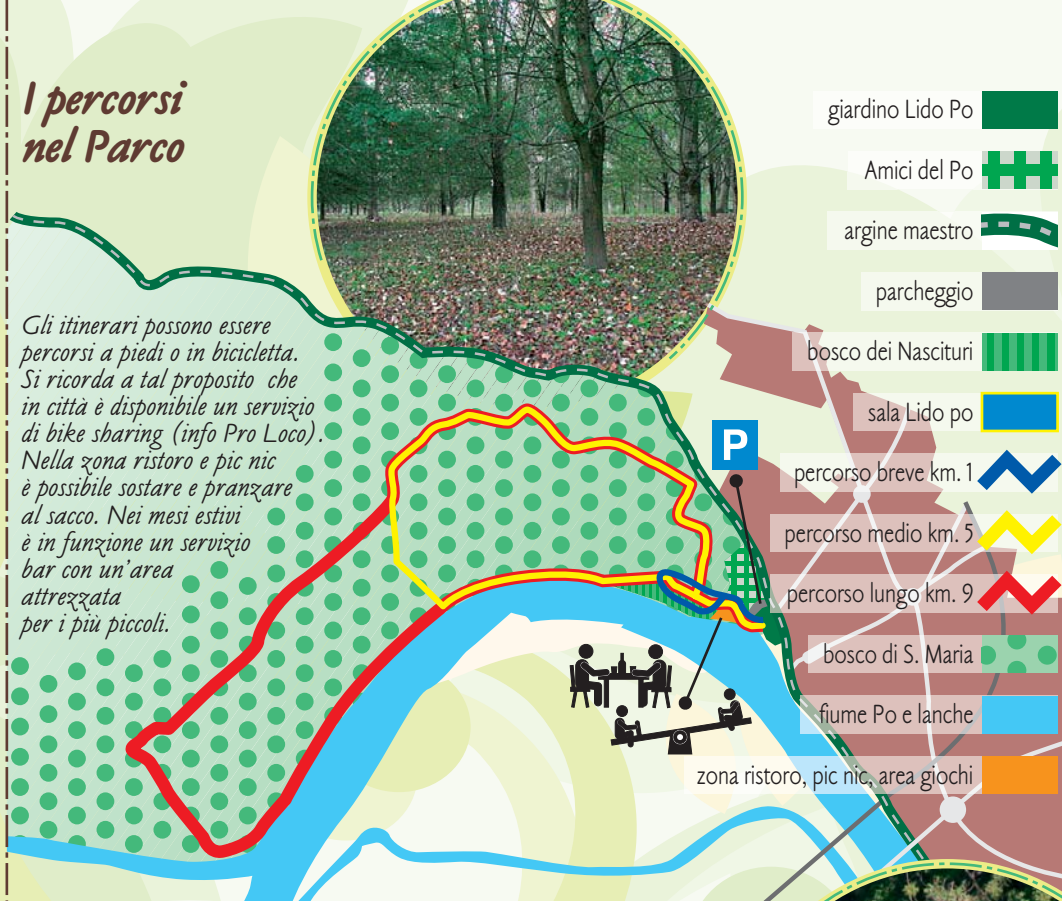 I percorsi
nel Parco
Gli itinerari possono essere
percorsi a piedi o in bicicletta.
Si ricorda a tal proposito che
in città è disponibile un servizio
di bike sharing (info Pro Loco).
Nella zona ristoro e pic nic
è possibile sostare e pranzare
al sacco. Nei mesi estivi
è in funzione un servizio
bar con un'area
attrezzata
per i più piccoli.
P
giardino Lido Po
Amici del Po
argine maestro
parcheggio
bosco dei Nascituri
sala Lido po
percorso breve km. 1
percorso medio km. 5
percorso lungo km. 9
bosco di S. Maria
fiume Po e lanche
zona ristoro, pic nic, area giochi